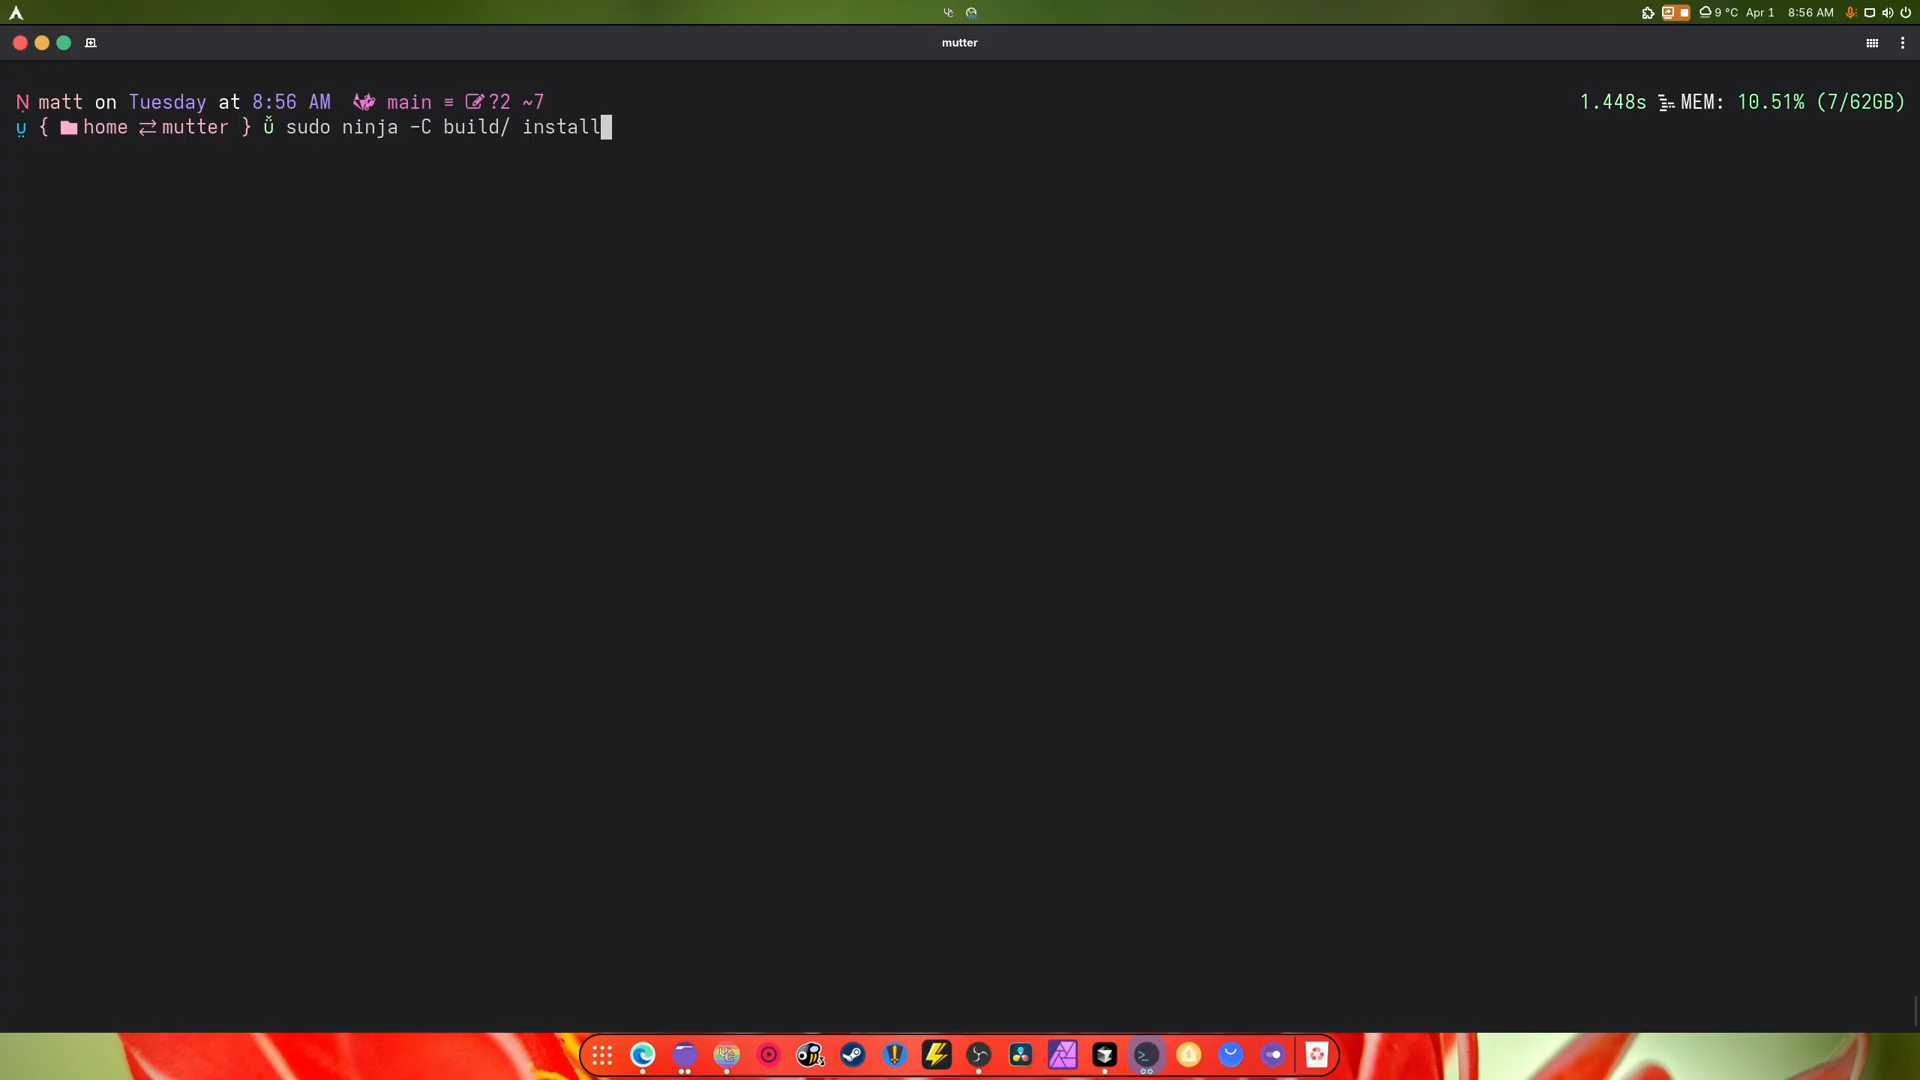 9 °C Apr 1 8:56 AM
mutter
N matt on Tuesday at 8:56 AM main ≡ ?2 ~7 1.448s MEM: 10.51% (7/62GB)
{ home ⇄ mutter } sudo ninja -C build/ install